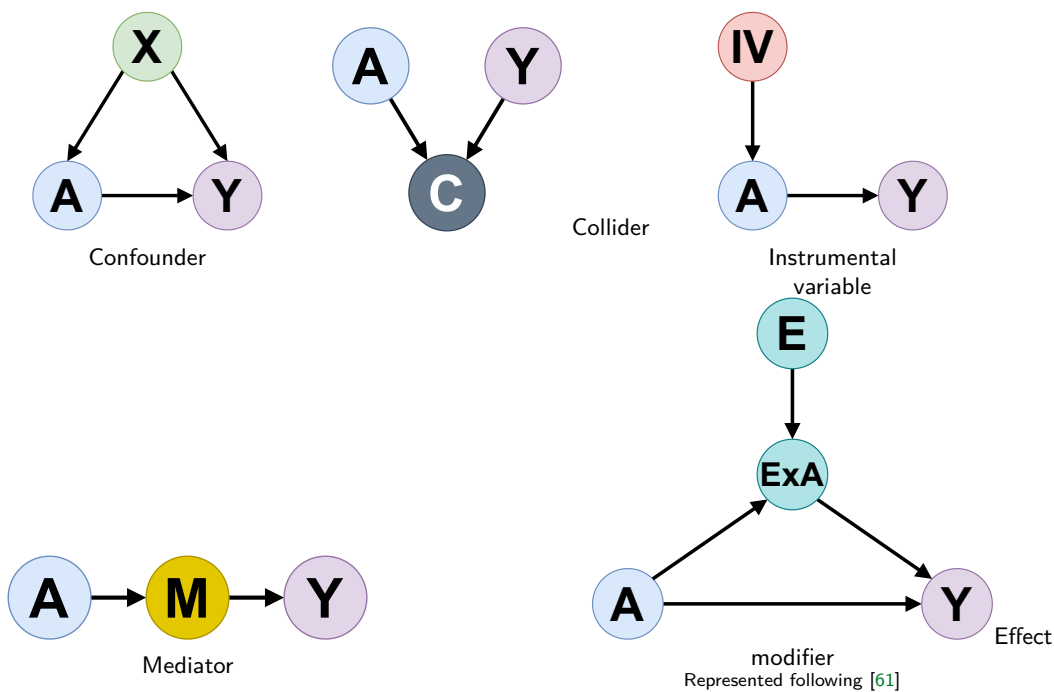 X
A
Y
Confounder
A
Y
C
Collider
IV
A
Y
Instrumental
variable
A
M
Y
Mediator
E
ExA
A
Y
Effect
modifier
Represented following [61]